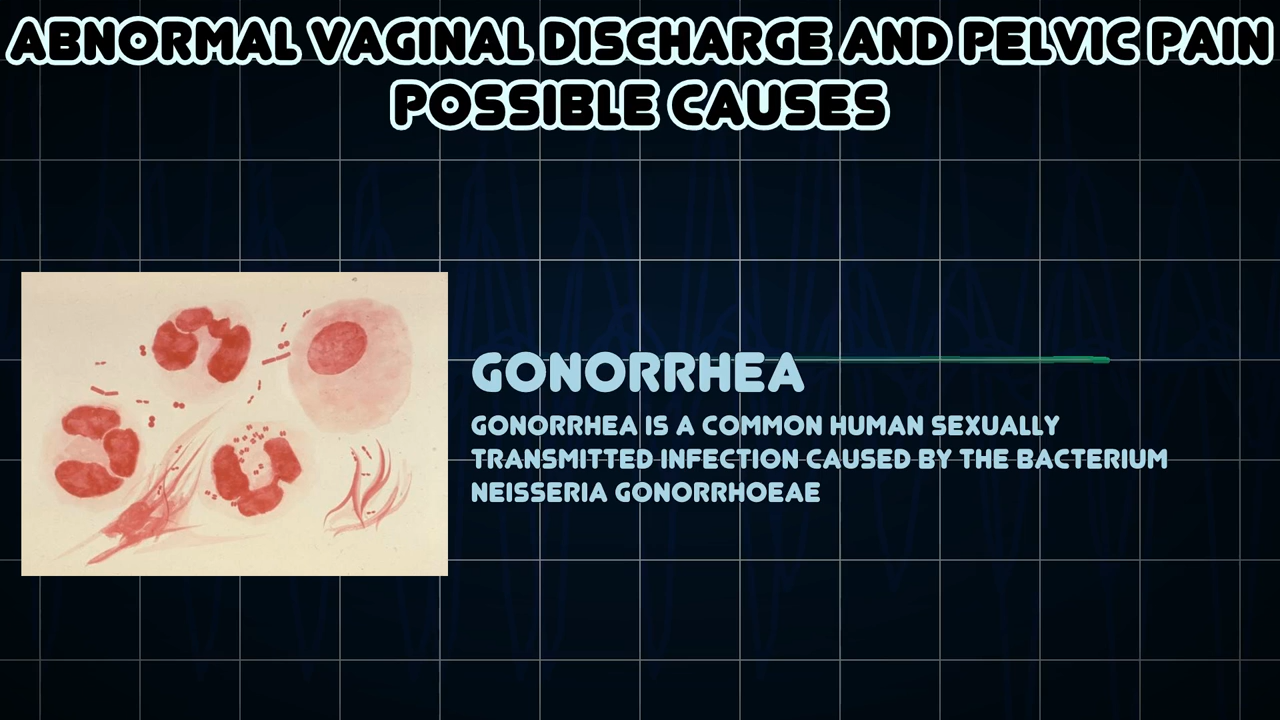 ABNORMAL VAGINAL DISCHARGE AND PELVIC PAIN
POSSIBLE CAUSES
GONORRHEA
GONORRHEA IS A COMMON HUMAN SEXUALLY
TRANSMITTED INFECTION CAUSED BY THE BACTERIUM
NEISSERIA GONORRHOEAE